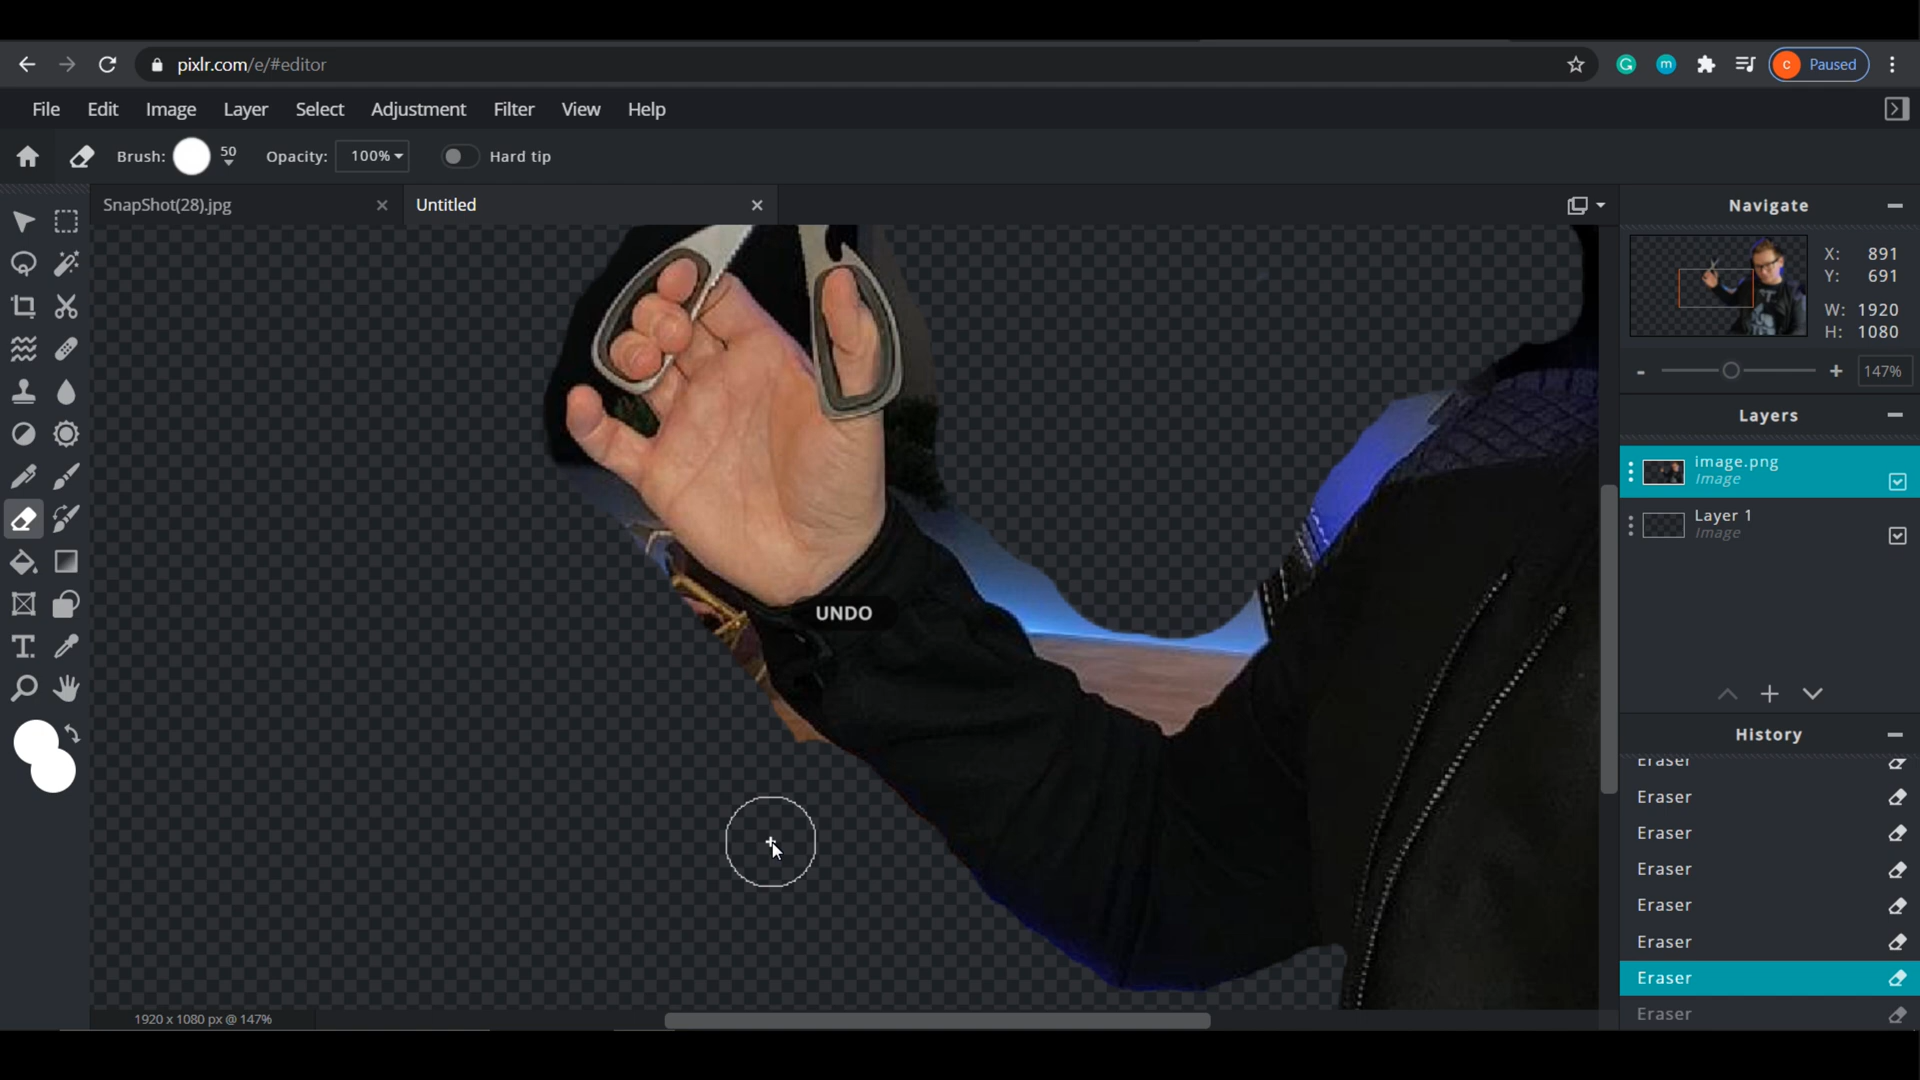 pixlr.com/e/#editor
G
m
c
Paused
File Edit Image Layer Select Adjustment Filter View Help
Brush: 50 Opacity: 100% Hard tip
SnapShot(28).jpg
Untitled
Navigate
X: 891
Y: 691
W: 1920
H: 1080
- + 147%
Layers
image.png
Image
Layer 1
Image
UNDO
History
Eraser
Eraser
Eraser
Eraser
Eraser
Eraser
Eraser
Eraser
1920 x 1080 px @ 147%